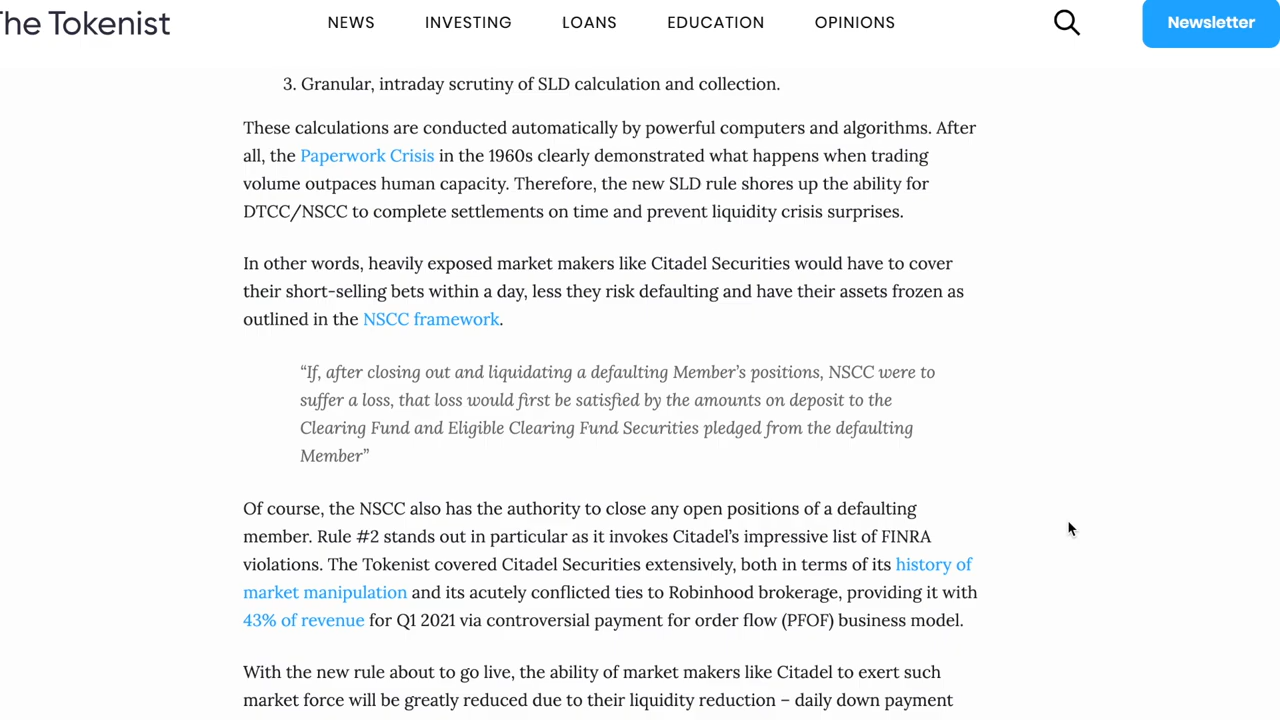 The Tokenist
NEWS
INVESTING
LOANS
EDUCATION
OPINIONS
Newsletter
3. Granular, intraday scrutiny of SLD calculation and collection.
These calculations are conducted automatically by powerful computers and algorithms. After
all, the Paperwork Crisis in the 1960s clearly demonstrated what happens when trading
volume outpaces human capacity. Therefore, the new SLD rule shores up the ability for
DTCC/NSCC to complete settlements on time and prevent liquidity crisis surprises.
In other words, heavily exposed market makers like Citadel Securities would have to cover
their short-selling bets within a day, less they risk defaulting and have their assets frozen as
outlined in the NSCC framework.
“If, after closing out and liquidating a defaulting Member’s positions, NSCC were to
suffer a loss, that loss would first be satisfied by the amounts on deposit to the
Clearing Fund and Eligible Clearing Fund Securities pledged from the defaulting
Member”
Of course, the NSCC also has the authority to close any open positions of a defaulting
member. Rule #2 stands out in particular as it invokes Citadel’s impressive list of FINRA
violations. The Tokenist covered Citadel Securities extensively, both in terms of its history of
market manipulation and its acutely conflicted ties to Robinhood brokerage, providing it with
43% of revenue for Q1 2021 via controversial payment for order flow (PFOF) business model.
With the new rule about to go live, the ability of market makers like Citadel to exert such
market force will be greatly reduced due to their liquidity reduction – daily down payment